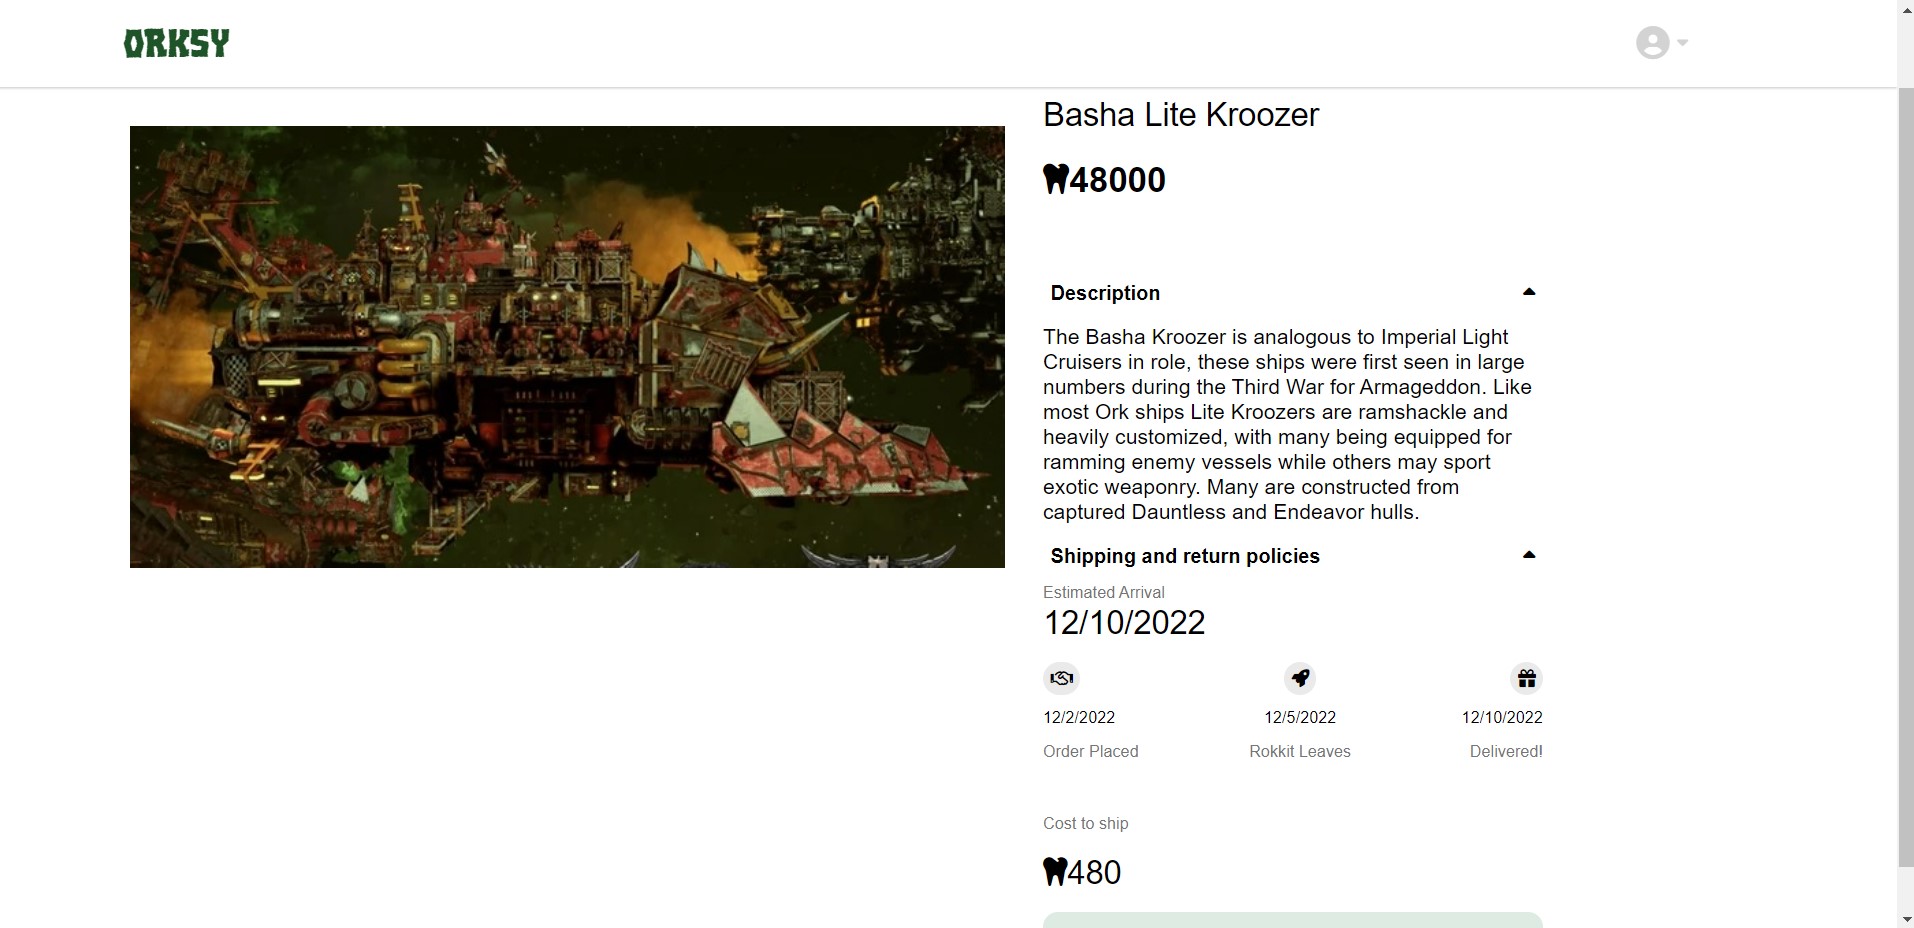 ORKSY
Basha Lite Kroozer
48000
Description
The Basha Kroozer is analogous to Imperial Light
Cruisers in role, these ships were first seen in large
numbers during the Third War for Armageddon. Like
most Ork ships Lite Kroozers are ramshackle and
heavily customized, with many being equipped for
ramming enemy vessels while others may sport
exotic weaponry. Many are constructed from
captured Dauntless and Endeavor hulls.
Shipping and return policies
Estimated Arrival
12/10/2022
12/2/2022 12/5/2022 12/10/2022
Order Placed Rokkit Leaves Delivered!
Cost to ship
480